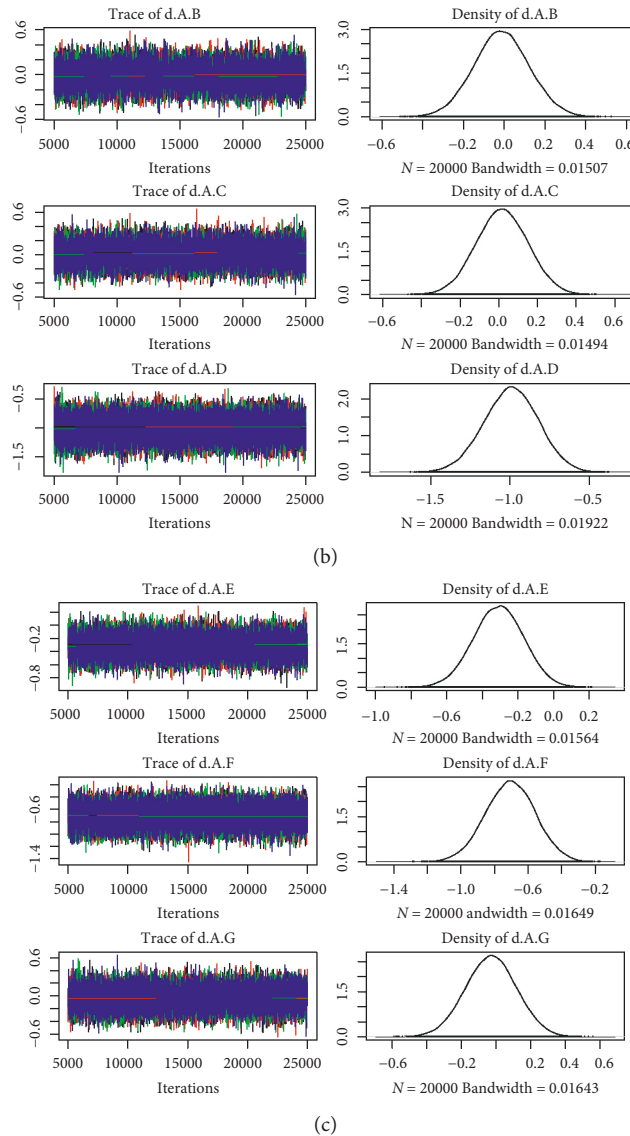 Trace of d.A.B
0.6
0.0
−0.6
5000 10000 15000 20000 25000
Iterations
Density of d.A.B
3.0
1.5
0.0
−0.6 −0.4 −0.2 0.0 0.2 0.4 0.6
N = 20000 Bandwidth = 0.01507
Trace of d.A.C
0.6
0.0
−0.6
5000 10000 15000 20000 25000
Iterations
Density of d.A.C
3.0
1.5
0.0
−0.6 −0.2 0.0 0.2 0.4 0.6
N = 20000 Bandwidth = 0.01494
Trace of d.A.D
−0.5
−1.5
5000 10000 15000 20000 25000
Iterations
Density of d.A.D
2.0
1.0
0.0
−1.5 −1.0 −0.5
N = 20000 Bandwidth = 0.01922
(b)
Trace of d.A.E
−0.2
−0.8
5000 10000 15000 20000 25000
Iterations
Density of d.A.E
1.5
0.0
−1.0 −0.6 −0.2 0.0 0.2
N = 20000 Bandwidth = 0.01564
Trace of d.A.F
−0.6
−1.4
5000 10000 15000 20000 25000
Iterations
Density of d.A.F
1.5
0.0
−1.4 −1.0 −0.6 −0.2
N = 20000 andwidth = 0.01649
Trace of d.A.G
0.6
0.0
−0.6
5000 10000 15000 20000 25000
Iterations
Density of d.A.G
1.5
0.0
−0.6 −0.2 0.2 0.4 0.6
N = 20000 Bandwidth = 0.01643
(c)